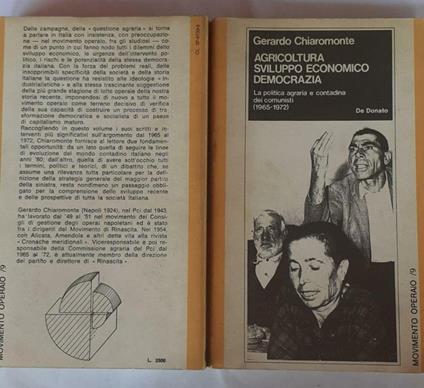 Dalle campagne, della « questione agraria » si torna
a parlare in Italia con insistenza, con preoccupazio-
ne — nel movimento operaio, fra gli studiosi — co-
me di un punto in cui fanno nodo tutti i dilemmi dello
sviluppo economico, le urgenze dell'intervento poli-
tico, i rischi e le potenzialità della stessa democra-
zia italiana. Con la forza dei problemi reali, delle
insopprimibili specificità della società e della storia
italiane la questione ha resistito alle ideologie « in-
dustrialistiche » e alla stessa trascinante suggestione
della più grande stagione di lotte operaie della nostra
storia recente, imponendosi di nuovo a tutto il mo-
vimento operaio come terreno decisivo di verifica
della sua capacità di costruire un processo di tra-
sformazione democratica e socialista di un paese
di capitalismo maturo.
Raccogliendo in questo volume i suoi scritti e in-
terventi più significativi sull'argomento dal 1965 al
1972, Chiaromonte fornisce al lettore due fondamen-
tali opportunità: da un lato quella di seguire le linee
di evoluzione del mondo contadino italiano negli
anni '60; dall'altro, quella di avere sott'occhio tutti
i termini, politici e teorici, di un dibattito che, se
assume una rilevanza tutta particolare per la defi-
nizione della strategia generale del maggior partito
della sinistra, resta nondimeno un passaggio obbli-
gato per la comprensione dello sviluppo recente
e delle prospettive di tutta la società italiana.
Gerardo Chiaromonte (Napoli 1924), nel Pci dal 1943,
ha lavorato dal '49 al '51 nel movimento dei Consi-
gli di gestione degli operai napoletani ed è stato
fra i dirigenti del Movimento di Rinascita. Nel 1954,
con Alicata, Amendola e altri dette vita alla rivista
« Cronache meridionali ». Viceresponsabile e poi re-
sponsabile della Commissione agraria del Pci dal
1965 al '72, è attualmente membro della direzione
del partito e direttore di « Rinascita ».
L. 2500
MOVIMENTO OPERAIO /9
Gerardo Chiaromonte
AGRICOLTURA
SVILUPPO ECONOMICO
DEMOCRAZIA
La politica agraria e contadina
dei comunisti
(1965-1972)
De Donato
MOVIMENTO OPERAIO /9